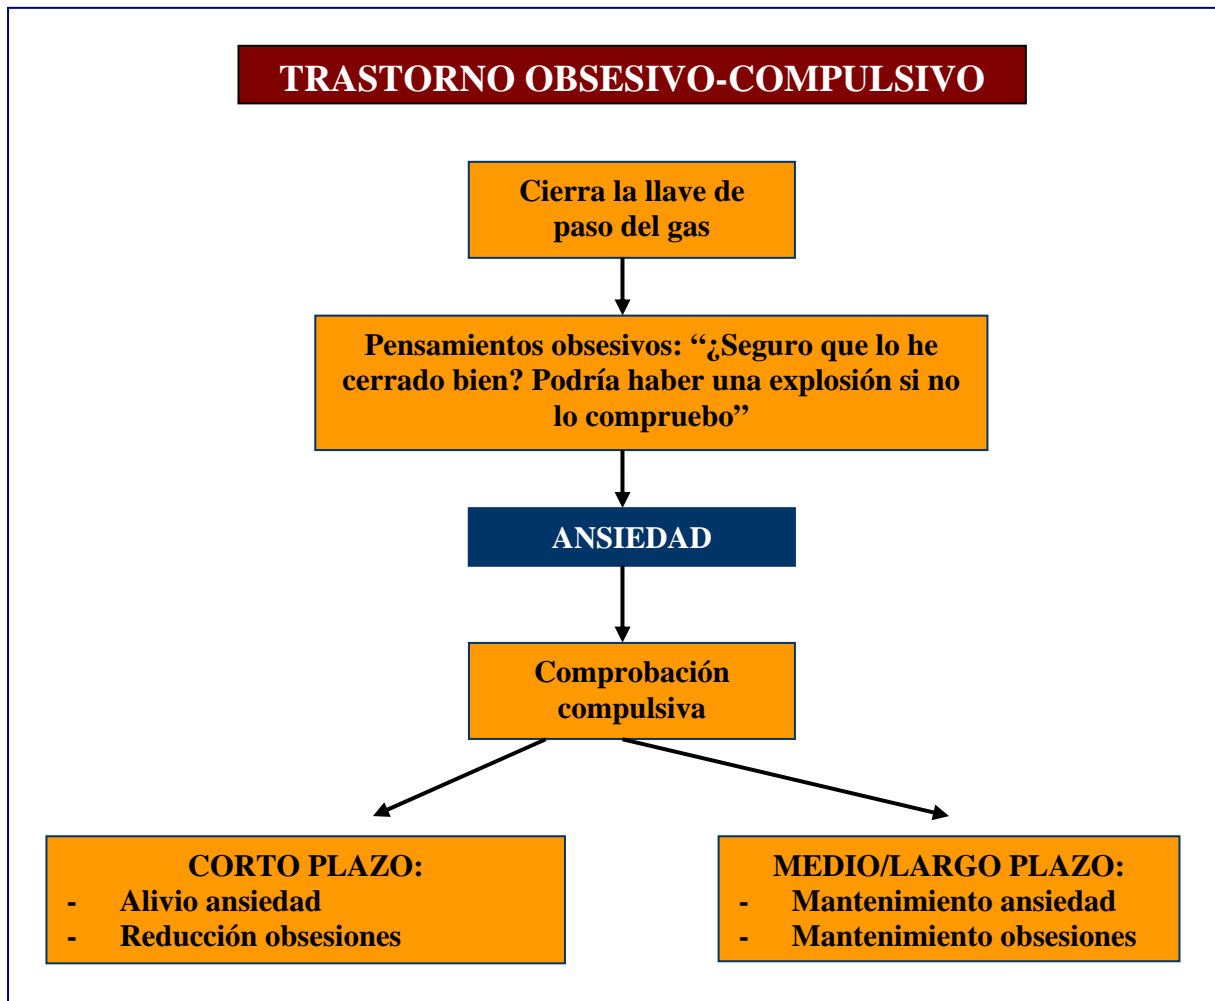 TRASTORNO OBSESIVO-COMPULSIVO
Cierra la llave de
paso del gas
Pensamientos obsesivos: “¿Seguro que lo he
cerrado bien? Podría haber una explosión si no
lo compruebo”
ANSIEDAD
Comprobación
compulsiva
CORTO PLAZO:
- Alivio ansiedad
- Reducción obsesiones
MEDIO/LARGO PLAZO:
- Mantenimiento ansiedad
- Mantenimiento obsesiones